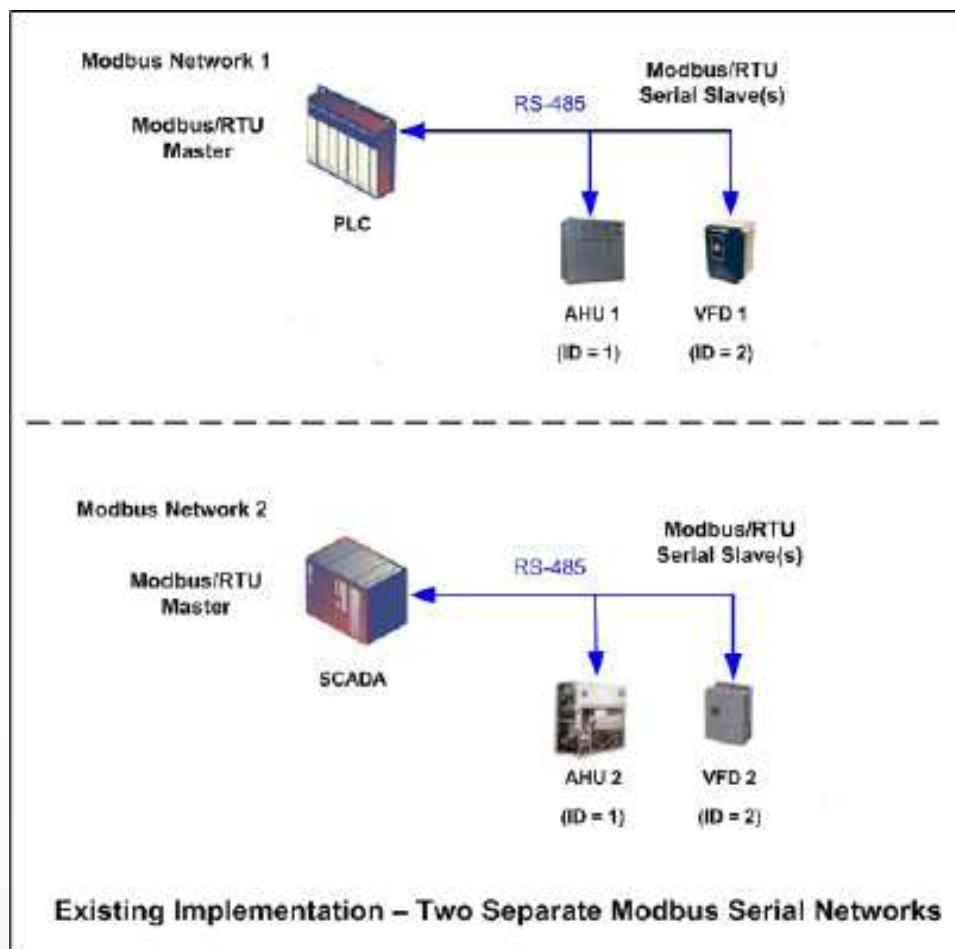 Modbus Network 1
Modbus/RTU
Serial Slave(s)
RS-485
Modbus/RTU
Master
PLC
AHU 1
VFD 1
(ID = 1)
(ID = 2)
Modbus Network 2
Modbus/RTU
Serial Slave(s)
RS-485
Modbus/RTU
Master
SCADA
AHU 2
VFD 2
(ID = 1)
(ID = 2)
Existing Implementation – Two Separate Modbus Serial Networks